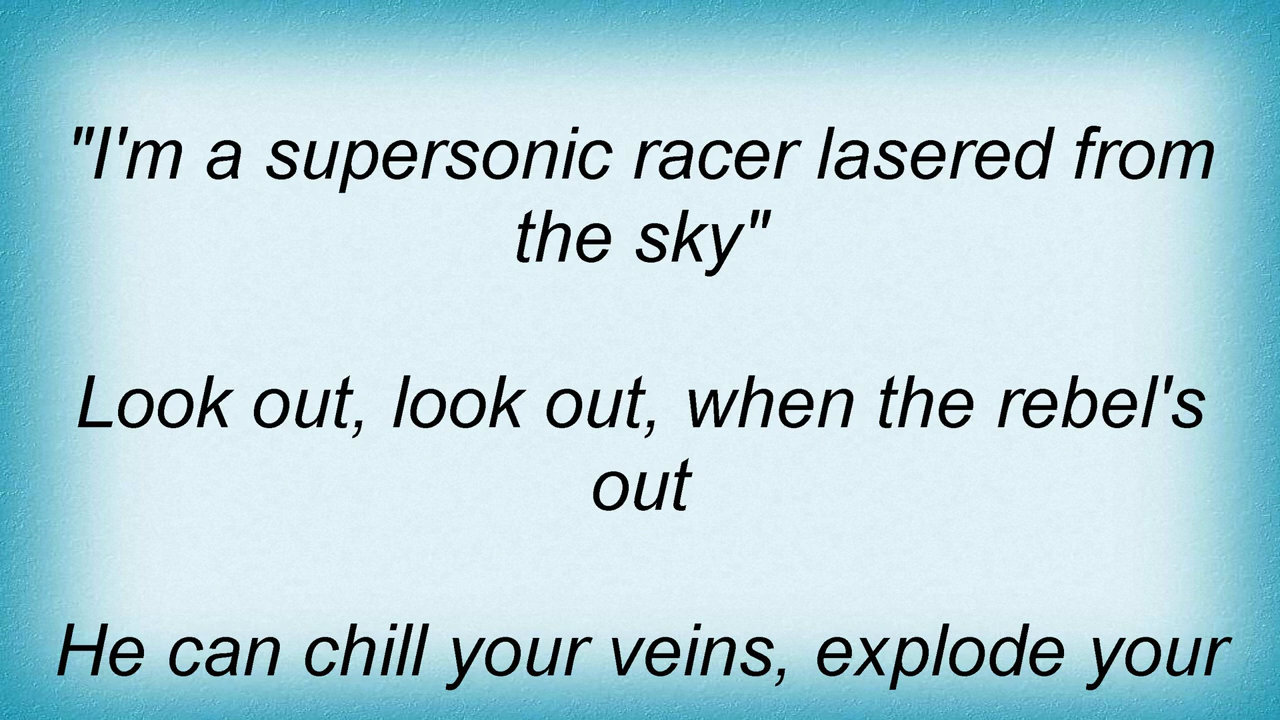 "I'm a supersonic racer lasered from
the sky"
Look out, look out, when the rebel's
out
He can chill your veins, explode your